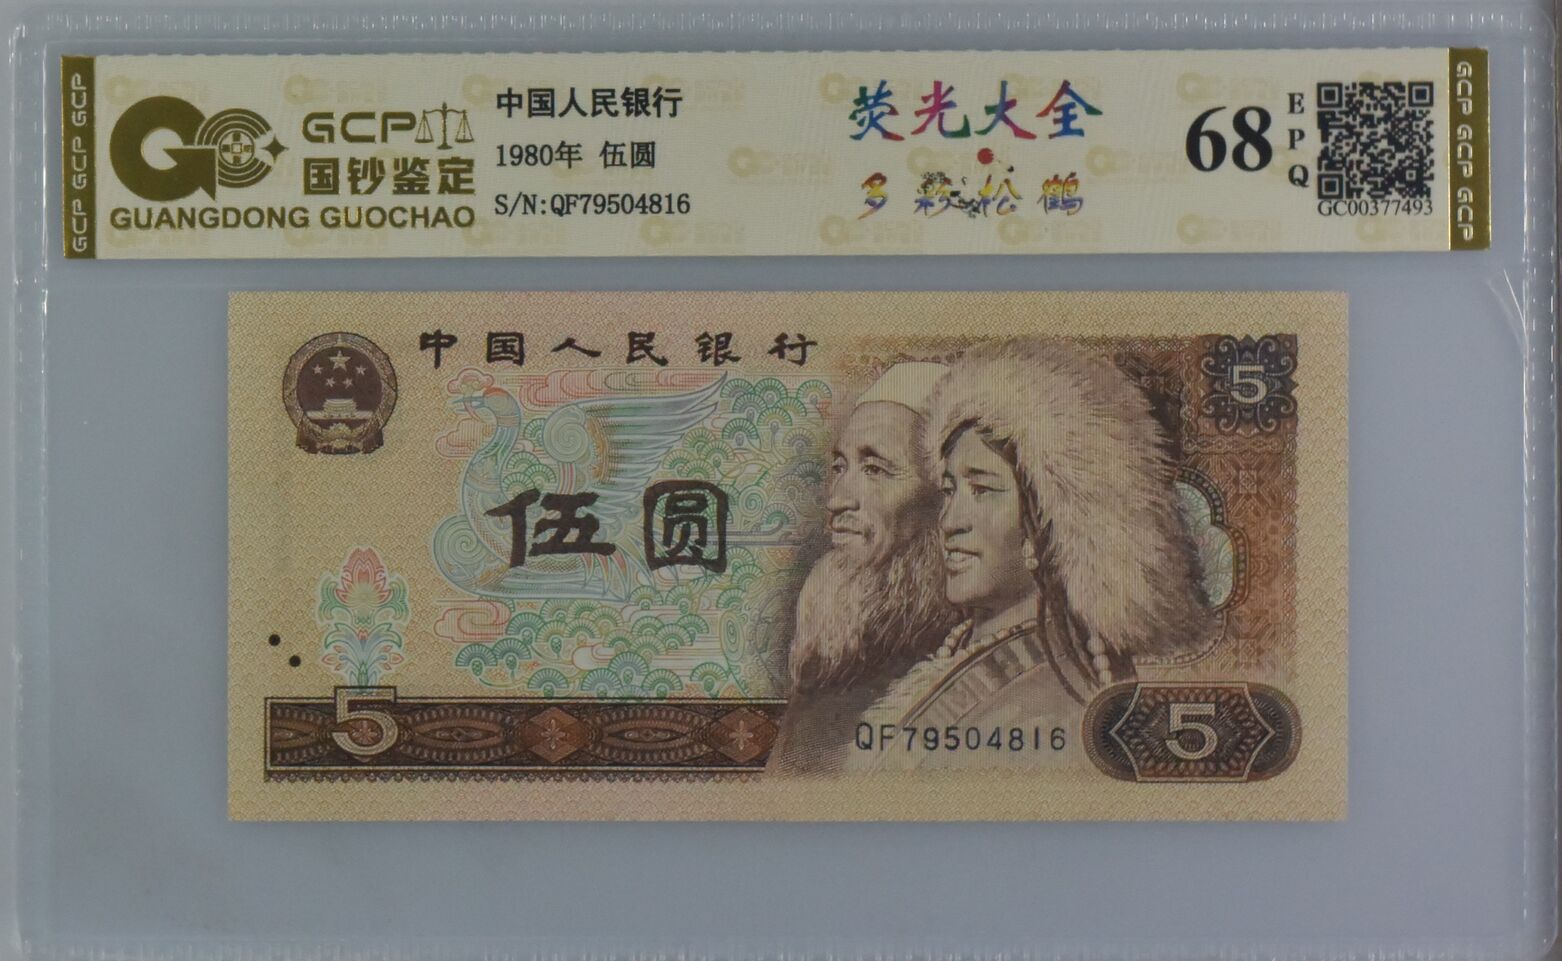 GCP
国钞鉴定
GUANGDONG GUOCHAO
中国人民银行
1980年 伍圆
S/N:QF79504816
荧光大全
多彩松鹤
68
EPQ
GC00377493
GCP GCP GCP
GCP GCP GCP
中国人民银行
5
伍圆
5
QF79504816
5